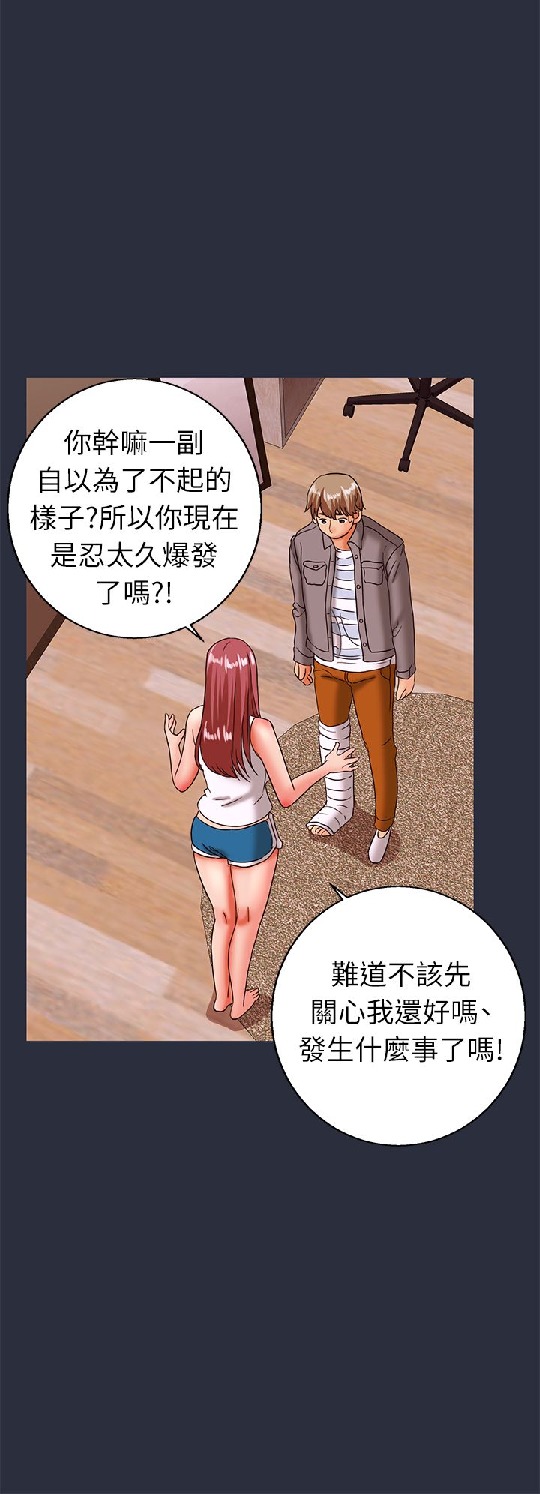 你幹嘛一副
自以為了不起的
樣子?所以你現在
是忍太久爆發
了嗎?!
難道不該先
關心我還好嗎、
發生什麼事了嗎!